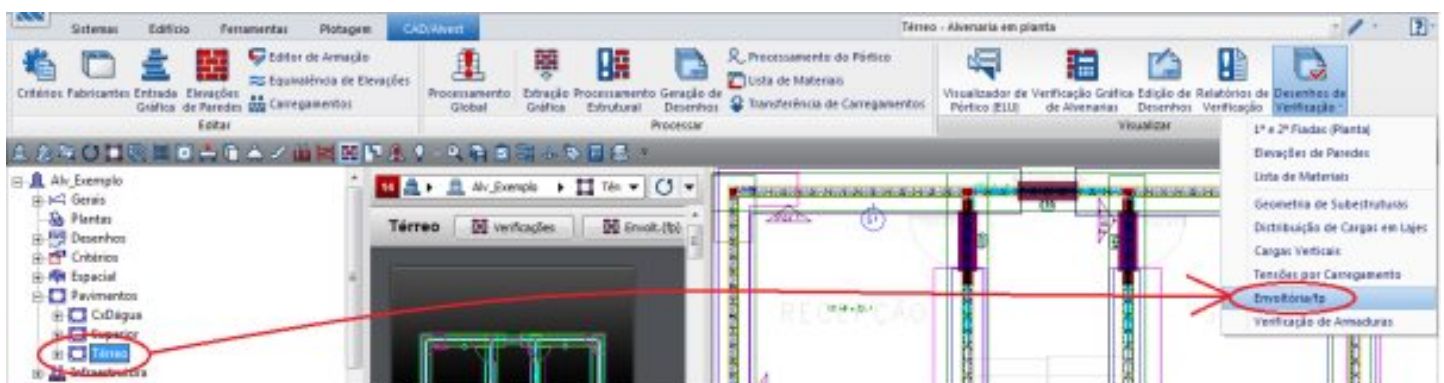 Sistemas Edifício Ferramentas Plotagem CAD/Alvest Térreo - Alvenaria em planta
Editor de Armação
Equivalência de Elevações
Carregamentos
Critérios Fabricantes Entrada Gráfica Elevações de Paredes
Editar
Processamento Global Extração Gráfica Processamento Estrutural Geração de Desenhos
Processamento do Pórtico
Lista de Materiais
Transferência de Carregamentos
Processar
Visualizador de Pórtico (ELU) Verificação Gráfica de Alvenarias Edição de Desenhos Relatórios de Verificação Desenhos de Verificação
Visualizar
1ª e 2ª Fiadas (Planta)
Elevações de Paredes
Lista de Materiais
Geometria de Subestruturas
Distribuição de Cargas em Lajes
Cargas Verticais
Tensões por Carregamento
Envoltória/fp
Verificação de Armaduras
Alv_Exemplo
Gerais
Plantas
Desenhos
Critérios
Espacial
Pavimentos
CxDágua
Superior
Térreo
Infraestrutura
Alv_Exemplo Tér
Térreo Verificações Envolt.(fp)
RECEPÇÃO